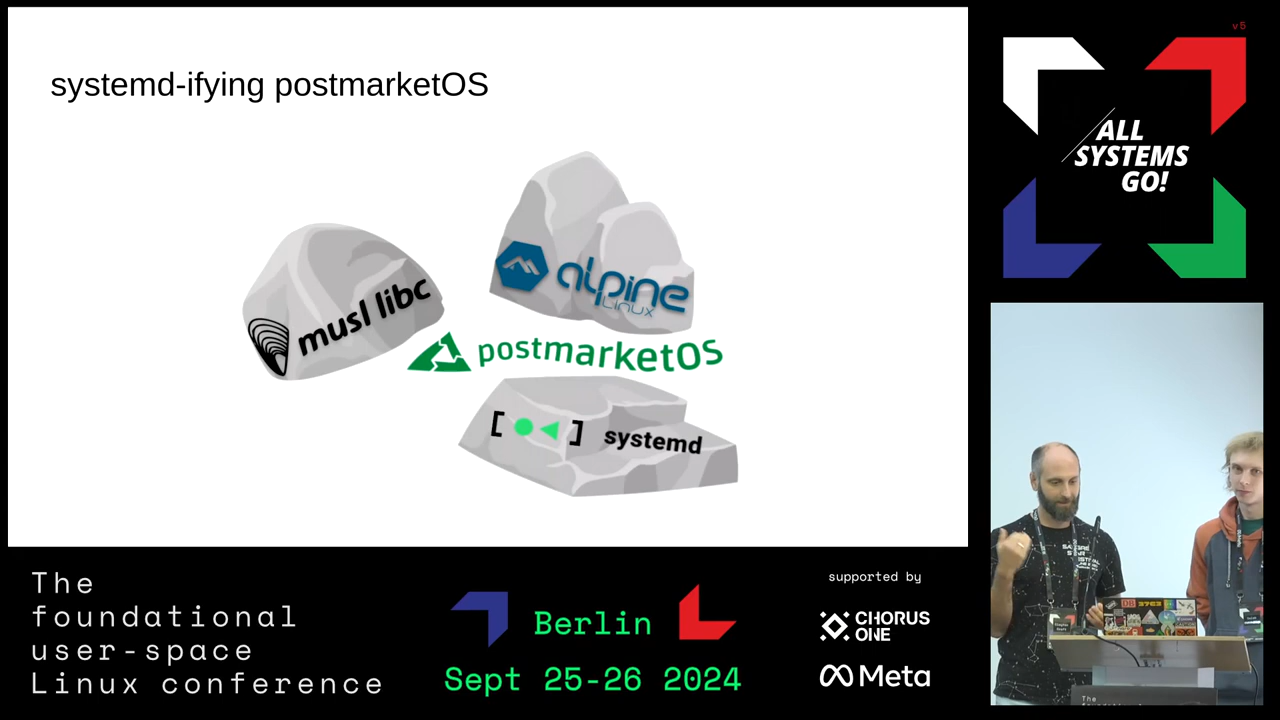 systemd-ifying postmarketOS
musl libc
alpine
Linux
postmarketOS
[●◀] systemd
v5
ALL
SYSTEMS
GO!
The
foundational
user-space
Linux conference
Berlin
Sept 25-26 2024
supported by
CHORUS
ONE
Meta
The